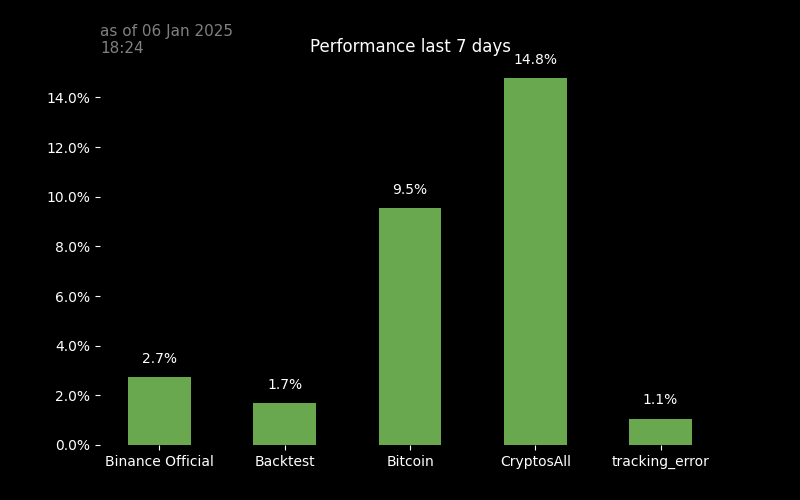 as of 06 Jan 2025
18:24
Performance last 7 days
14.8%
14.0%
12.0%
10.0%
9.5%
8.0%
6.0%
4.0%
2.7%
2.0%
1.7%
1.1%
0.0%
Binance Official
Backtest
Bitcoin
CryptosAll
tracking_error